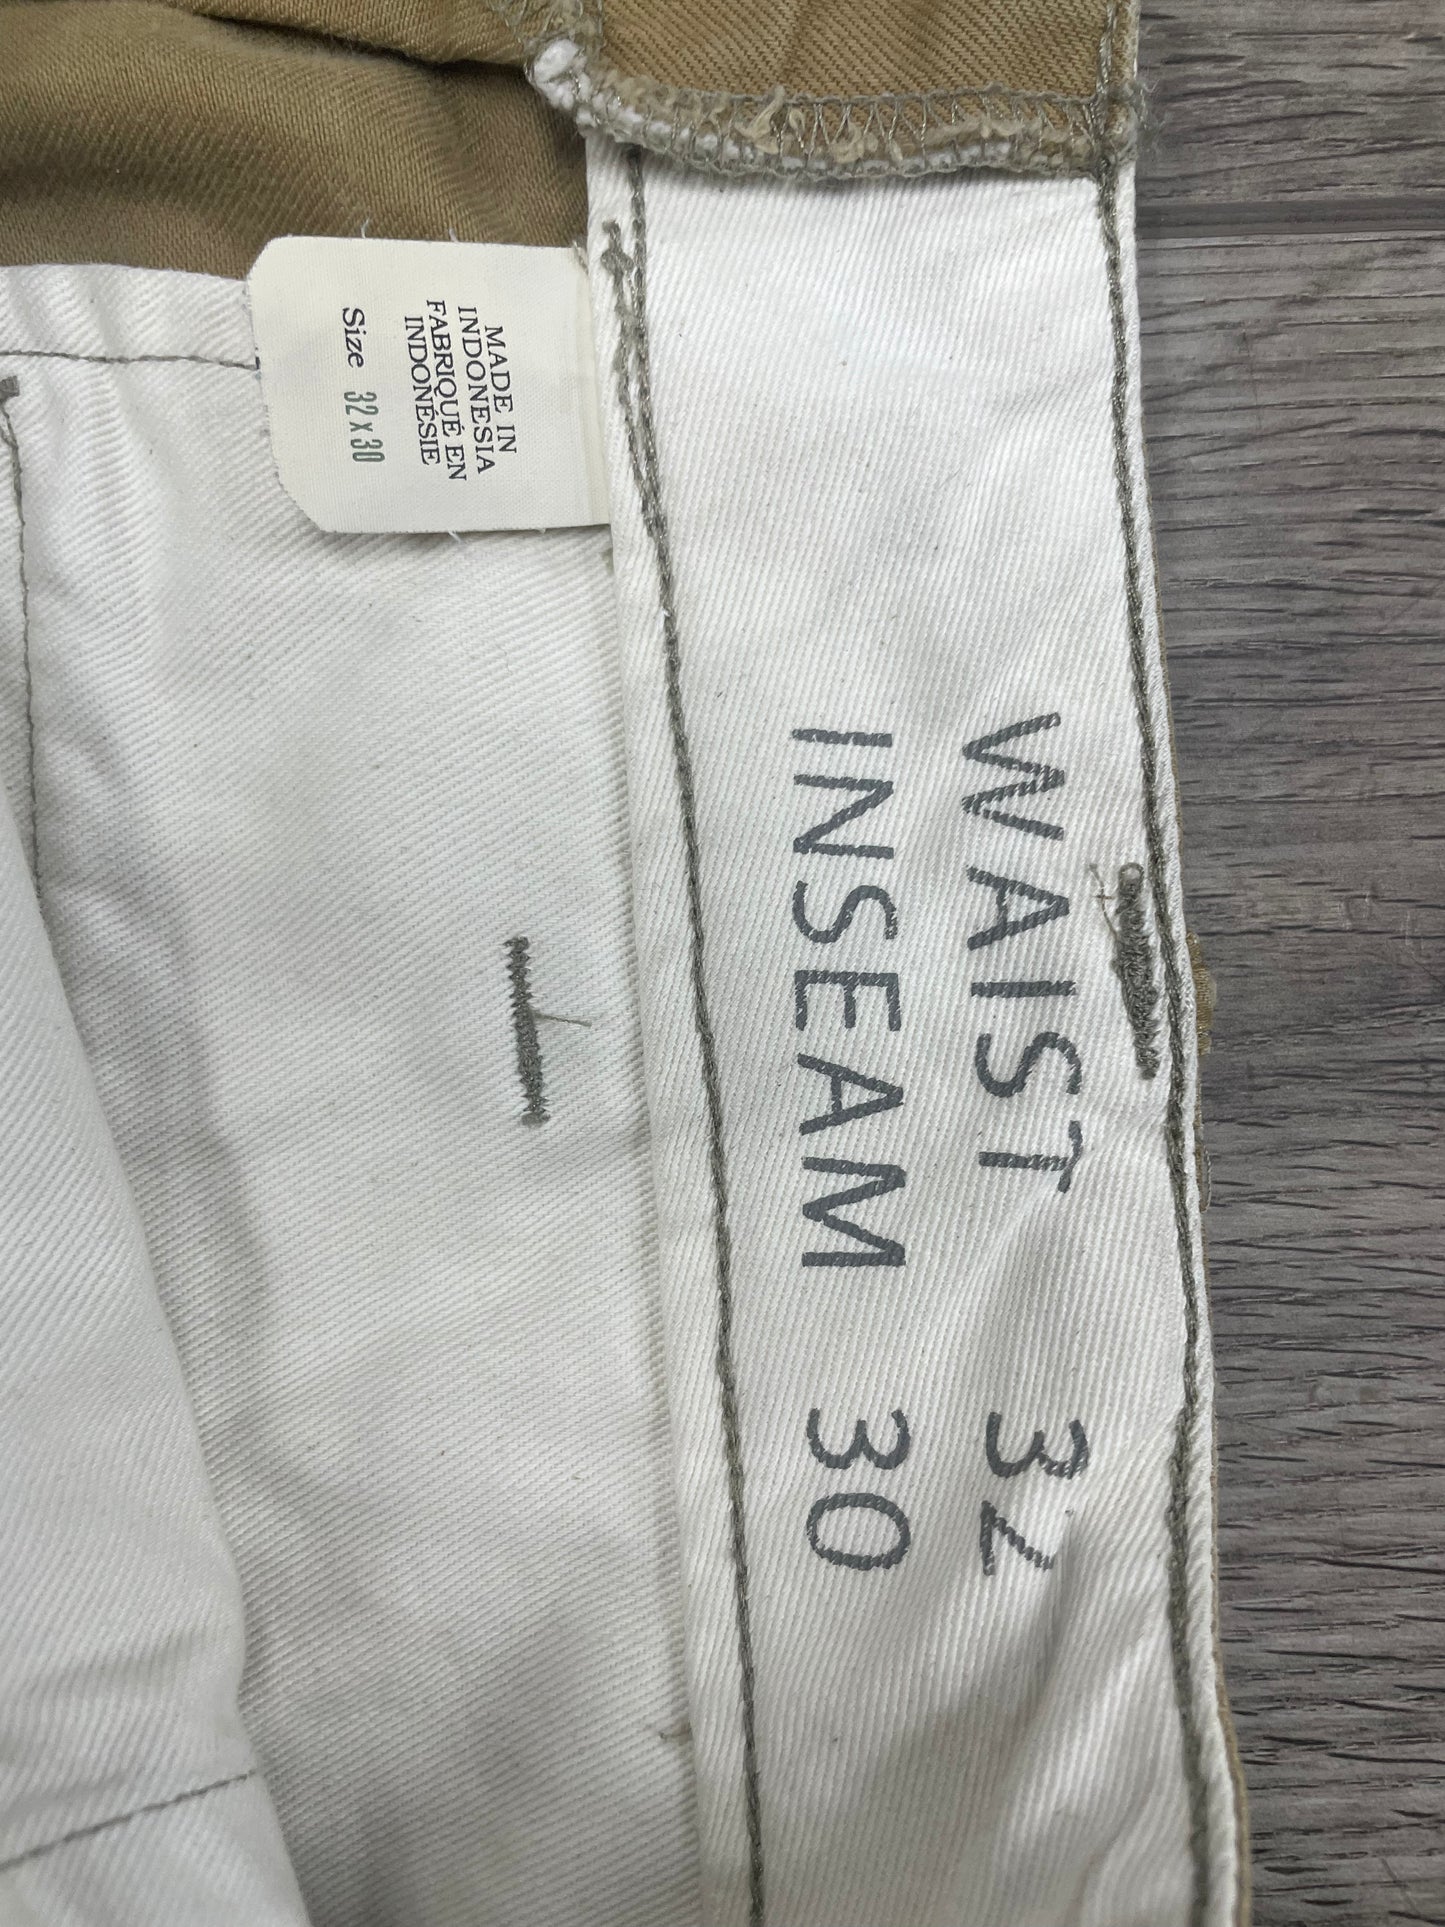 MADE IN
INDONESIA
FABRIQUÉ EN
INDONÉSIE
Size 32 x 30
WAIST 32
INSEAM 30